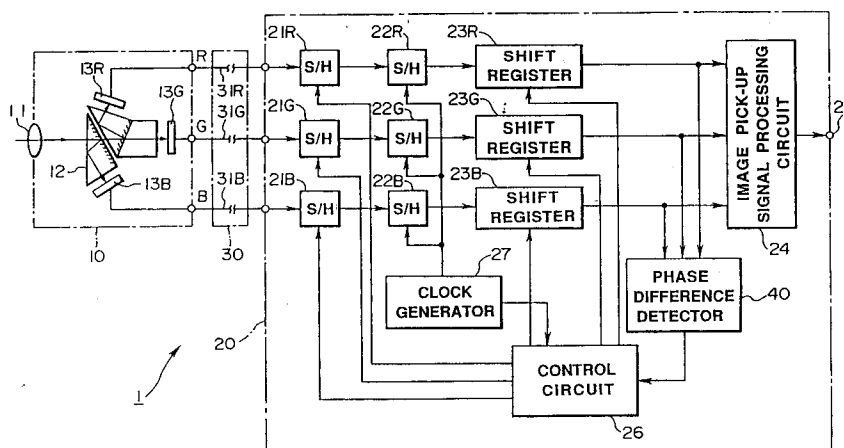 21R
22R
23R
R
S/H
S/H
SHIFT
REGISTER
13R
13G
31R
21G
22G
23G
31G
11
G
S/H
S/H
SHIFT
REGISTER
IMAGE PICK-UP
SIGNAL PROCESSING
CIRCUIT
12
21B
22B
23B
13B
31B
B
S/H
S/H
SHIFT
REGISTER
24
10
30
27
CLOCK
GENERATOR
PHASE
DIFFERENCE
DETECTOR
40
20
1
CONTROL
CIRCUIT
26